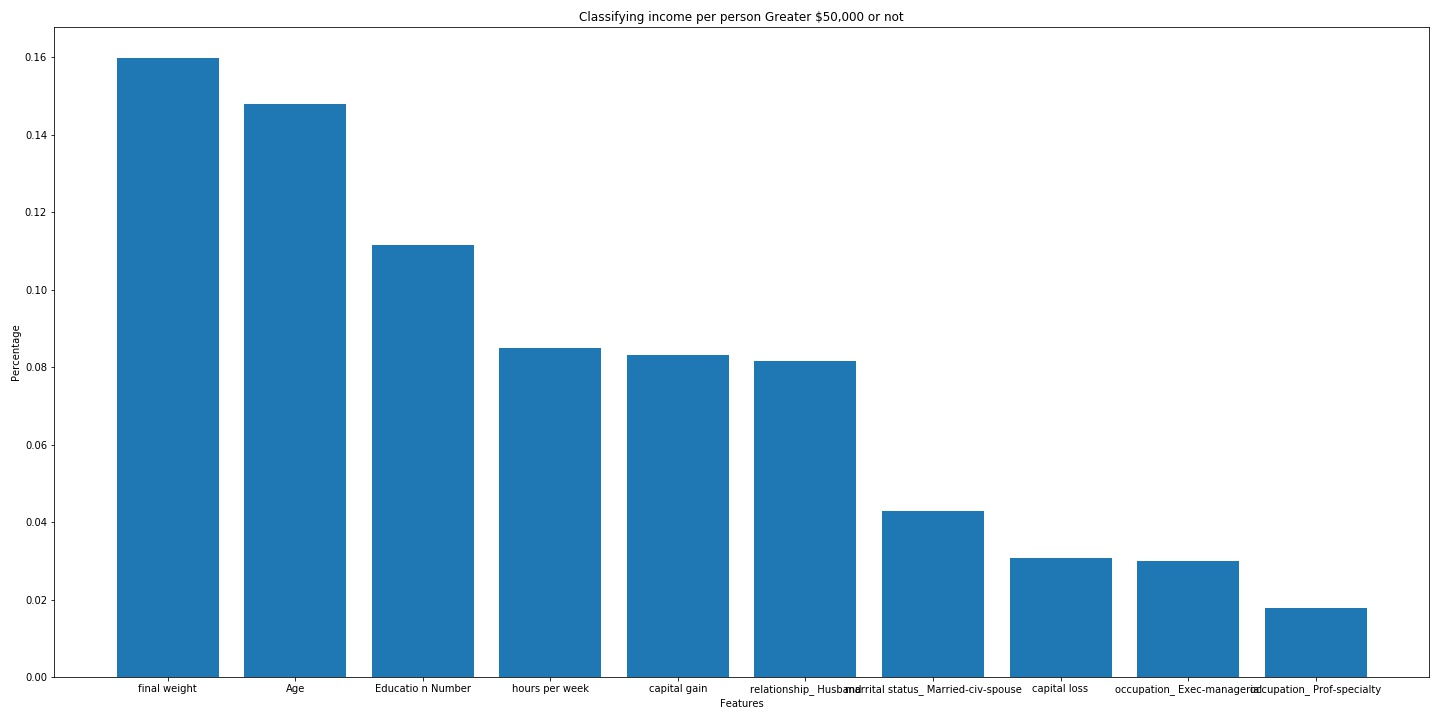 Classifying income per person Greater $50,000 or not
0.16
0.14
0.12
0.10
0.08
0.06
0.04
0.02
0.00
Percentage
final weight Age Educatio n Number hours per week capital gain relationship_ Husband marrital status_ Married-civ-spouse capital loss occupation_ Exec-managerial occupation_ Prof-specialty
Features